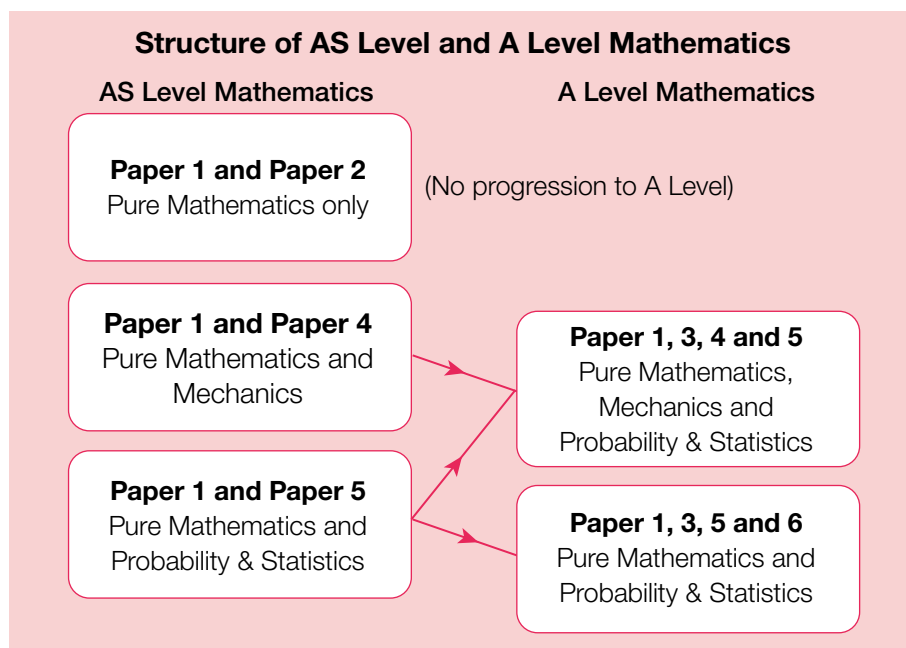 Structure of AS Level and A Level Mathematics
AS Level Mathematics
A Level Mathematics
Paper 1 and Paper 2
Pure Mathematics only
(No progression to A Level)
Paper 1 and Paper 4
Pure Mathematics and
Mechanics
Paper 1, 3, 4 and 5
Pure Mathematics,
Mechanics and
Probability & Statistics
Paper 1 and Paper 5
Pure Mathematics and
Probability & Statistics
Paper 1, 3, 5 and 6
Pure Mathematics and
Probability & Statistics